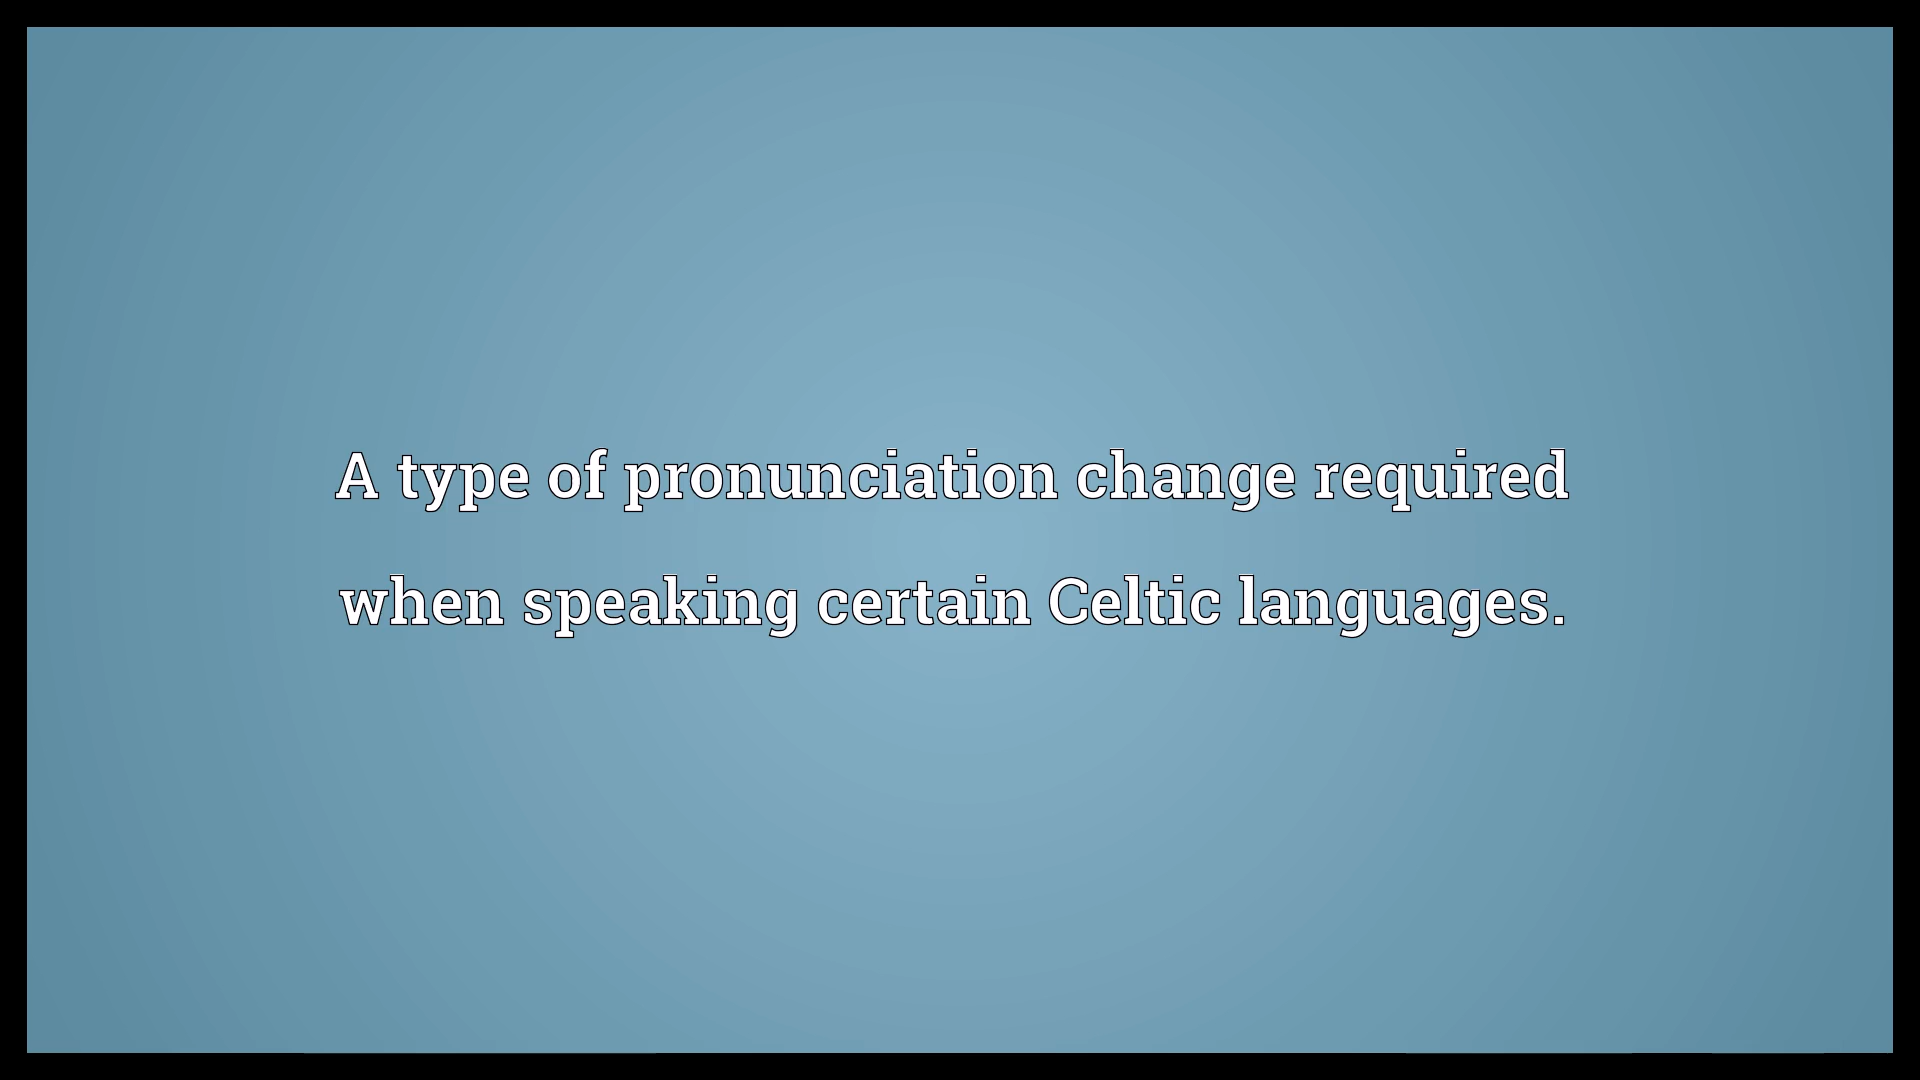 A type of pronunciation change required
when speaking certain Celtic languages.